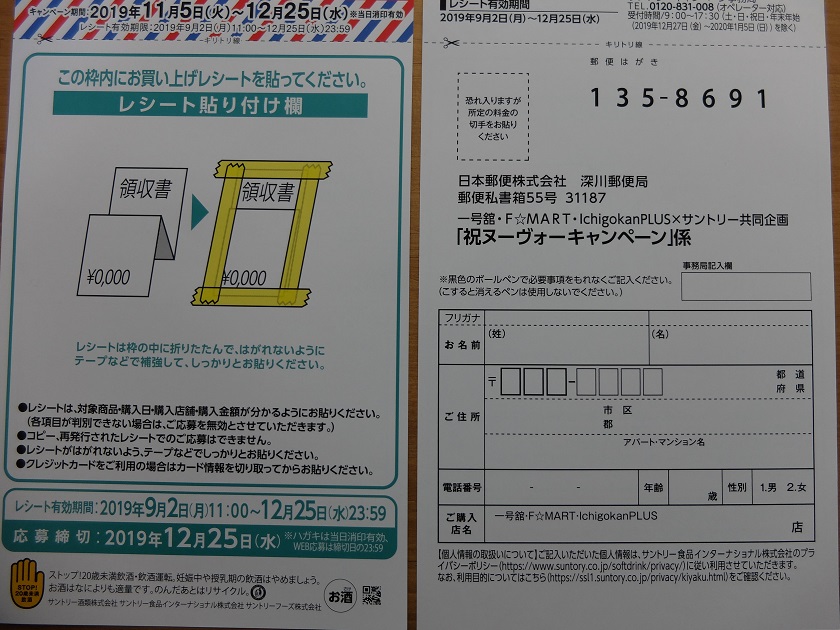 キャンペーン期間: 2019年11月5日(火)~12月25日(水) ※当日消印有効
レシート有効期限:2019年9月2日(月)11:00~12月25日(水)23:59
キリトリ線
この枠内にお買い上げレシートを貼ってください。
レシート貼り付け欄
領収書
¥0,000
領収書
¥0,000
レシートは枠の中に折りたたんで、はがれないように
テープなどで補強して、しっかりとお貼りください。
●レシートは、対象商品・購入日・購入店舗・購入金額が分かるようにお貼りください。
(各項目が判別できない場合は、ご応募を無効とさせていただきます。)
●コピー、再発行されたレシートでのご応募はできません。
●レシートがはがれないよう、テープなどでしっかりとお貼りください。
●クレジットカードをご利用の場合はカード情報を切り取ってからお貼りください。
レシート有効期間:2019年9月2日(月)11:00~12月25日(水)23:59
応募締切:2019年12月25日(水) ※ハガキは当日消印有効、
WEB応募は締切日の23:59
STOP!
20歳未満
飲酒
ストップ!20歳未満飲酒・飲酒運転。妊娠中や授乳期の飲酒はやめましょう。
お酒はなによりも適量です。のんだあとはリサイクル。
サントリー酒類株式会社 サントリー食品インターナショナル株式会社 サントリーフーズ株式会社
お酒
レシート有効期間
2019年9月2日(月)~12月25日(水)
TEL.0120-831-008 (オペレーター対応)
受付時間/9:00~17:30 (土・日・祝日・年末年始
(2019年12月27日(金)~2020年1月5日(日))を除く)
キリトリ線
郵便はがき
恐れ入りますが
所定の料金の
切手をお貼り
ください
135-8691
日本郵便株式会社 深川郵便局
郵便私書箱55号 31187
一号舘・F☆MART・IchigokanPLUS×サントリー共同企画
「祝ヌーヴォーキャンペーン」係
事務局記入欄
※黒色のボールペンで必要事項をもれなくご記入ください。
(こすると消えるペンは使用しないでください。)
フリガナ
お名前
(姓)
(名)
ご住所
〒
都 道
府 県
市 区
郡
アパート・マンション名
電話番号 - - 年齢 歳 性別 1.男 2.女
ご購入
店名
一号舘・F☆MART・IchigokanPLUS
店
【個人情報の取扱いについて】ご記入いただいた個人情報は、サントリー食品インターナショナル株式会社のプラ
イバシーポリシー(https://www.suntory.co.jp/softdrink/privacy/)に従い利用させていただきます。
なお、利用目的についてはこちら(https://ssl1.suntory.co.jp/privacy/kiyaku.html)をご確認ください。